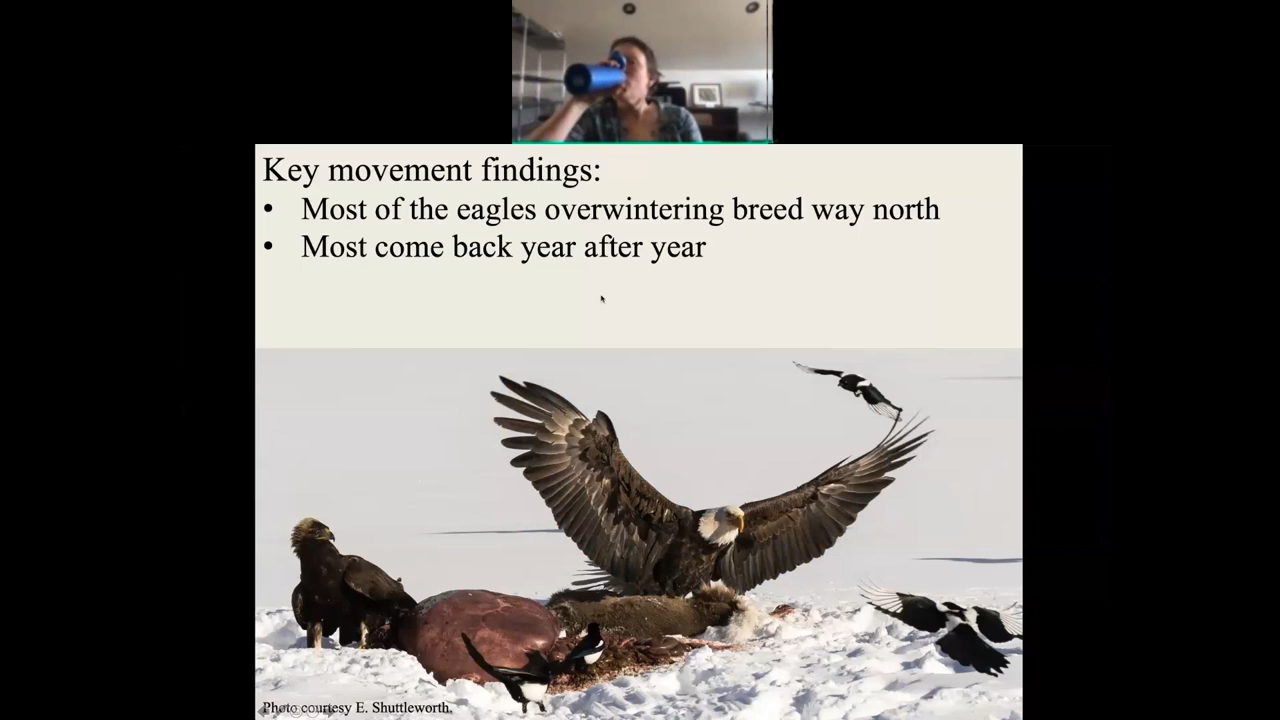 Key movement findings:
• Most of the eagles overwintering breed way north
• Most come back year after year
Photo courtesy E. Shuttleworth.